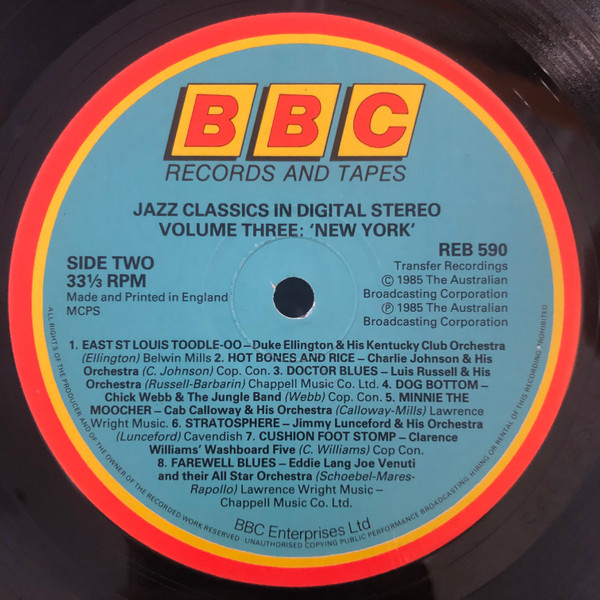 BBC
RECORDS AND TAPES
JAZZ CLASSICS IN DIGITAL STEREO
VOLUME THREE: 'NEW YORK'
SIDE TWO
33⅓ RPM
Made and Printed in England
MCPS
REB 590
Transfer Recordings
© 1985 The Australian
Broadcasting Corporation
℗ 1985 The Australian
Broadcasting Corporation
1. EAST ST LOUIS TOODLE-OO – Duke Ellington & His Kentucky Club Orchestra
(Ellington) Belwin Mills 2. HOT BONES AND RICE – Charlie Johnson & His
Orchestra (C. Johnson) Cop. Con. 3. DOCTOR BLUES – Luis Russell & His
Orchestra (Russell-Barbarin) Chappell Music Co. Ltd. 4. DOG BOTTOM –
Chick Webb & The Jungle Band (Webb) Cop. Con. 5. MINNIE THE
MOOCHER – Cab Calloway & His Orchestra (Calloway-Mills) Lawrence
Wright Music. 6. STRATOSPHERE – Jimmy Lunceford & His Orchestra
(Lunceford) Cavendish 7. CUSHION FOOT STOMP – Clarence
Williams' Washboard Five (C. Williams) Cop Con.
8. FAREWELL BLUES – Eddie Lang Joe Venuti
and their All Star Orchestra (Schoebel-Mares-
Rapollo) Lawrence Wright Music –
Chappell Music Co. Ltd.
BBC Enterprises Ltd
ALL RIGHTS OF THE PRODUCER AND OF THE OWNER OF THE RECORDED WORK RESERVED · UNAUTHORISED COPYING PUBLIC PERFORMANCE BROADCASTING HIRING OR RENTAL OF THIS RECORDING PROHIBITED